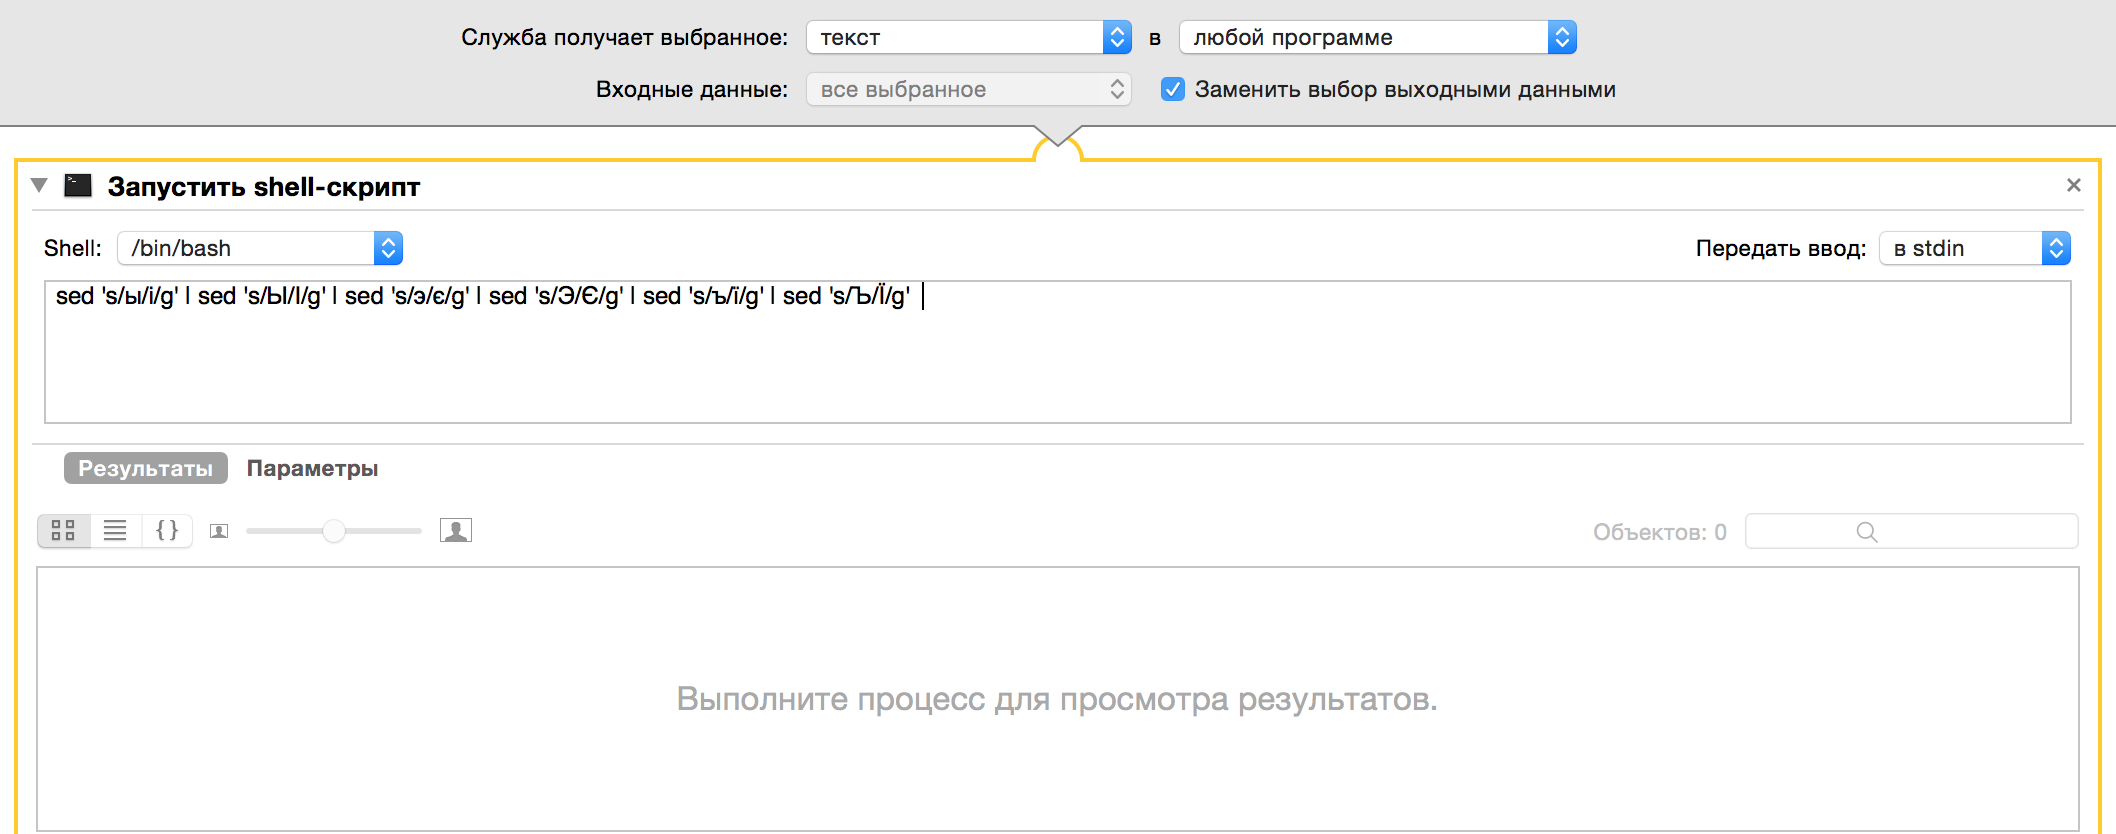 Служба получает выбранное: текст в любой программе
Входные данные: все выбранное Заменить выбор выходными данными
Запустить shell-скрипт
Shell: /bin/bash Передать ввод: в stdin
sed 's/ы/і/g' | sed 's/Ы/І/g' | sed 's/э/є/g' | sed 's/Э/Є/g' | sed 's/ъ/ї/g' | sed 's/Ъ/Ї/g'
Результаты Параметры
{} Объектов: 0
Выполните процесс для просмотра результатов.